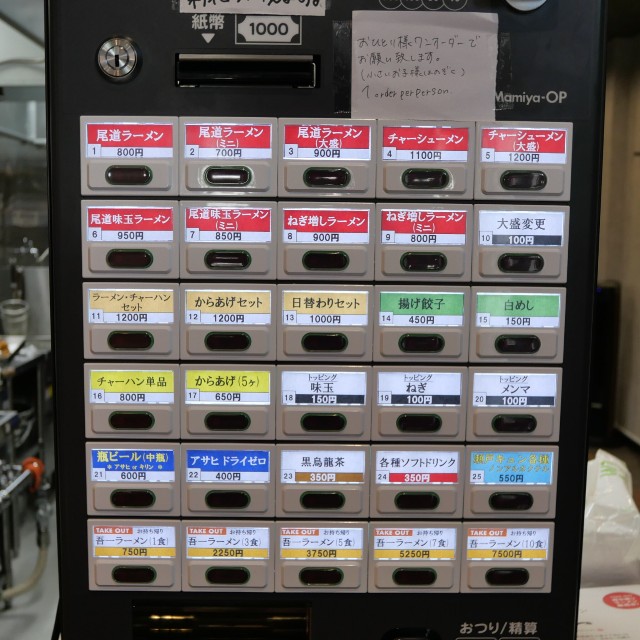 紙幣
1000
おひとり様ワンオーダーで
お願い致します。
(小さいお子様はのぞく)
1 order per person
Mamiya-OP
尾道ラーメン
1 800円
尾道ラーメン
(ミニ)
2 700円
尾道ラーメン
(大盛)
3 900円
チャーシューメン
4 1100円
チャーシューメン
(大盛)
5 1200円
尾道味玉ラーメン
6 950円
尾道味玉ラーメン
(ミニ)
7 850円
ねぎ増しラーメン
8 900円
ねぎ増しラーメン
(ミニ)
9 800円
大盛変更
10 100円
ラーメン・チャーハン
セット
11 1200円
からあげセット
12 1200円
日替わりセット
13 1000円
揚げ餃子
14 450円
白めし
15 150円
チャーハン単品
16 800円
からあげ(5ヶ)
17 650円
トッピング
味玉
18 150円
トッピング
ねぎ
19 100円
トッピング
メンマ
20 100円
瓶ビール(中瓶)
＊アサヒ or キリン＊
21 600円
アサヒ ドライゼロ
22 400円
黒烏龍茶
23 350円
各種ソフトドリンク
24 350円
25 550円
TAKE OUT お持ち帰り
吾一ラーメン(1食)
750円
TAKE OUT お持ち帰り
吾一ラーメン(3食)
2250円
TAKE OUT お持ち帰り
吾一ラーメン(5食)
3750円
TAKE OUT お持ち帰り
吾一ラーメン(7食)
5250円
TAKE OUT お持ち帰り
吾一ラーメン(10食)
7500円
おつり/精算